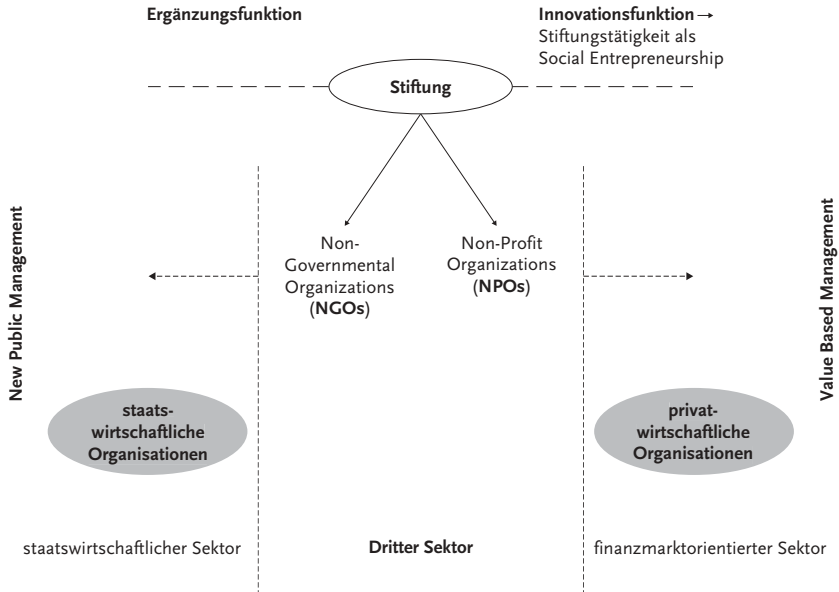 Ergänzungsfunktion
Innovationsfunktion →
Stiftungstätigkeit als
Social Entrepreneurship
Stiftung
New Public Management
Non-
Governmental
Organizations
(NGOs)
Non-Profit
Organizations
(NPOs)
Value Based Management
staats-
wirtschaftliche
Organisationen
privat-
wirtschaftliche
Organisationen
staatswirtschaftlicher Sektor
Dritter Sektor
finanzmarktorientierter Sektor